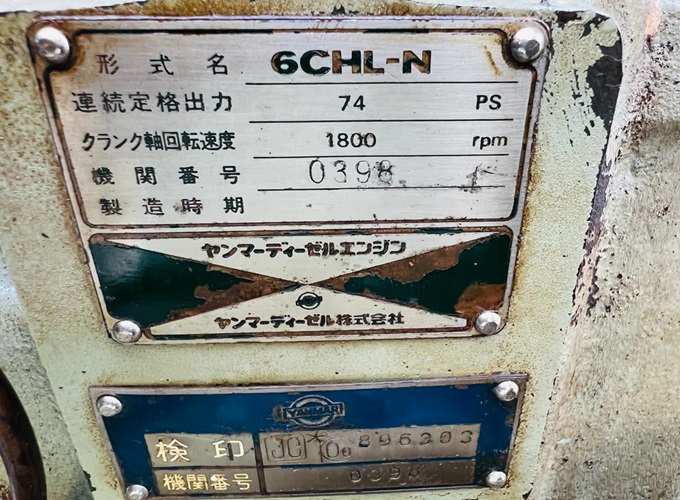 形式名 6CHL-N
連続定格出力 74 PS
クランク軸回転速度 1800 rpm
機関番号 0398
製造時期
ヤンマーディーゼルエンジン
ヤンマーディーゼル株式会社
YANMAR
検印 JG 896303
機関番号 0398